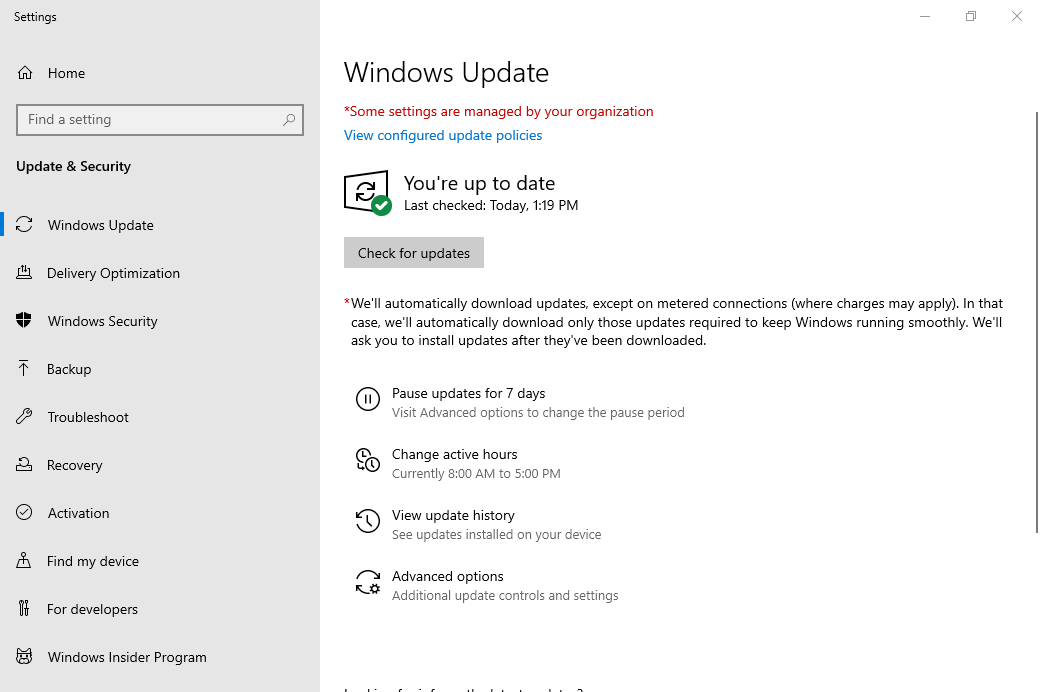 Settings
Home
Find a setting
Update & Security
Windows Update
Delivery Optimization
Windows Security
Backup
Troubleshoot
Recovery
Activation
Find my device
For developers
Windows Insider Program
Windows Update
*Some settings are managed by your organization
View configured update policies
You're up to date
Last checked: Today, 1:19 PM
Check for updates
*We'll automatically download updates, except on metered connections (where charges may apply). In that
case, we'll automatically download only those updates required to keep Windows running smoothly. We'll
ask you to install updates after they've been downloaded.
Pause updates for 7 days
Visit Advanced options to change the pause period
Change active hours
Currently 8:00 AM to 5:00 PM
View update history
See updates installed on your device
Advanced options
Additional update controls and settings